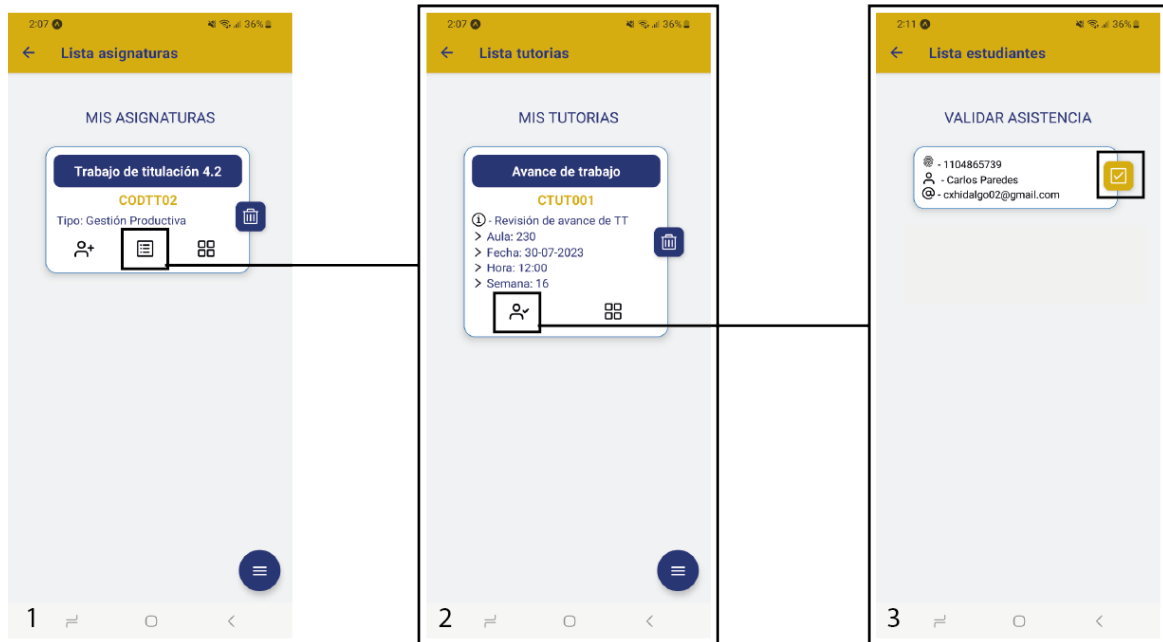 2:07 36%
Lista asignaturas
MIS ASIGNATURAS
Trabajo de titulación 4.2
CODTT02
Tipo: Gestión Productiva
1
2:07 36%
Lista tutorias
MIS TUTORIAS
Avance de trabajo
CTUT001
- Revisión de avance de TT
> Aula: 230
> Fecha: 30-07-2023
> Hora: 12:00
> Semana: 16
2
2:11 36%
Lista estudiantes
VALIDAR ASISTENCIA
- 1104865739
- Carlos Paredes
@ - cxhidalgo02@gmail.com
3